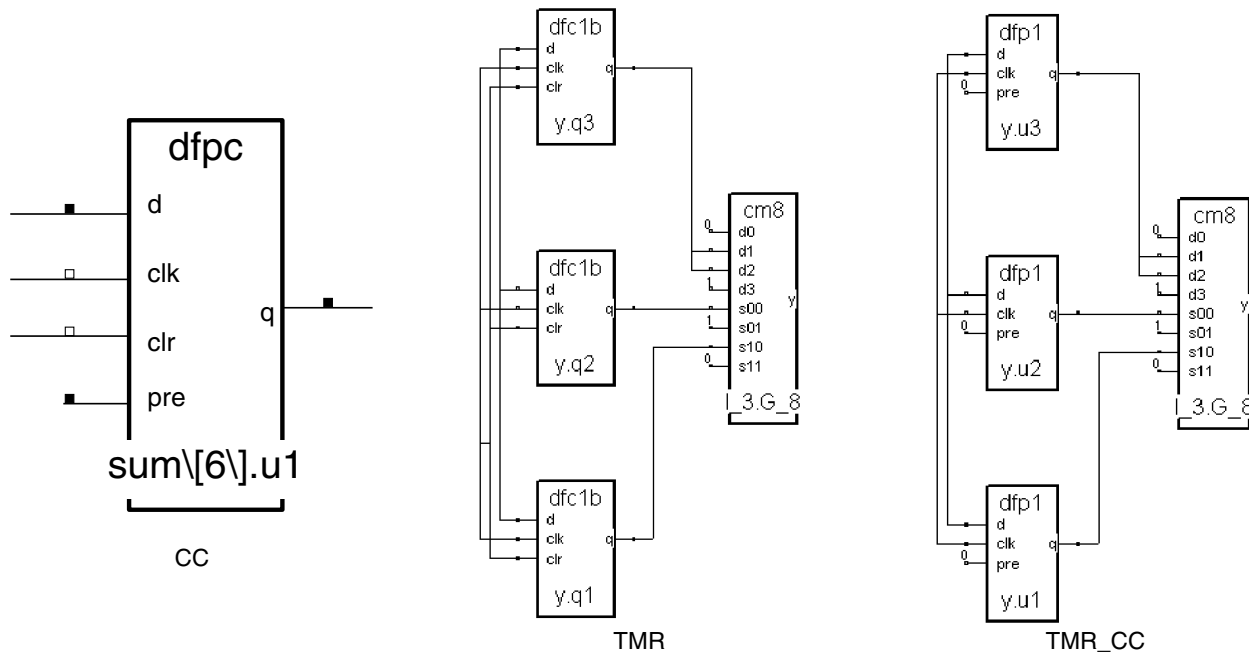 dfpc
d
clk
clr
pre
q
sum\[6\].u1
CC
dfc1b
d
clk
clr
q
y.q3
dfc1b
d
clk
clr
q
y.q2
dfc1b
d
clk
clr
q
y.q1
cm8
0
d0
d1
d2
1
d3
s00
1
s01
s10
0
s11
y
l_3.G_8
TMR
dfp1
d
clk
0
pre
q
y.u3
dfp1
d
clk
0
pre
q
y.u2
dfp1
d
clk
0
pre
q
y.u1
cm8
0
d0
d1
d2
1
d3
s00
1
s01
s10
0
s11
y
l_3.G_8
TMR_CC